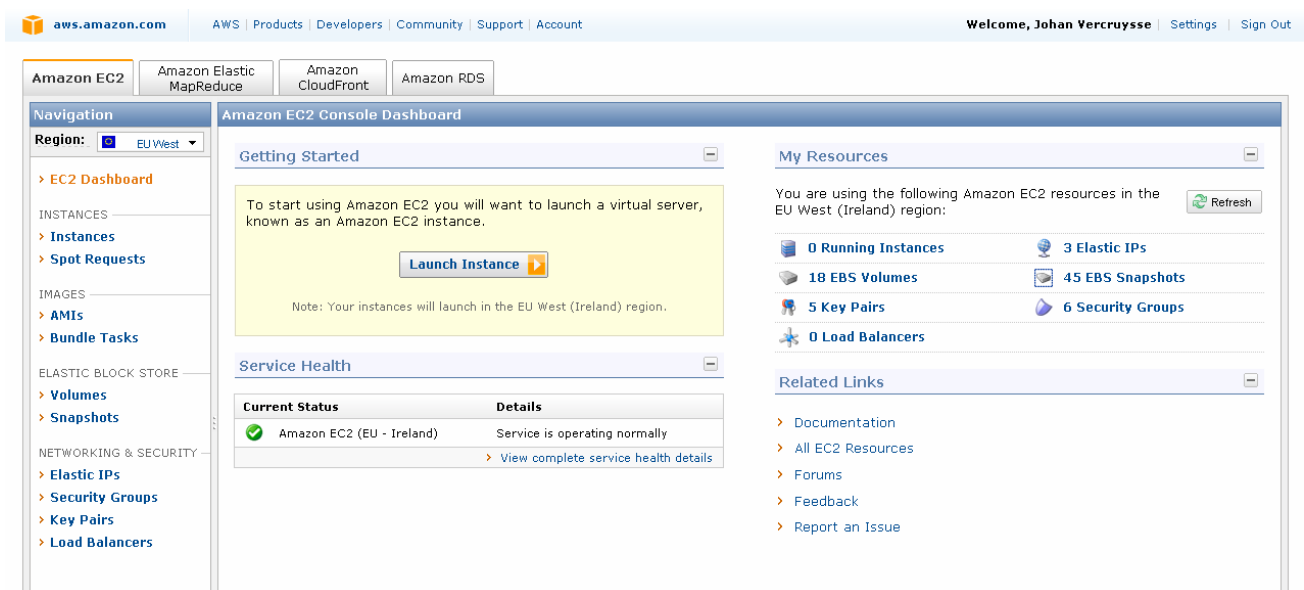 aws.amazon.com AWS | Products | Developers | Community | Support | Account Welcome, Johan Vercruysse | Settings | Sign Out
Amazon EC2
Amazon Elastic
MapReduce
Amazon
CloudFront
Amazon RDS
Navigation
Region: EU West
> EC2 Dashboard
INSTANCES
> Instances
> Spot Requests
IMAGES
> AMIs
> Bundle Tasks
ELASTIC BLOCK STORE
> Volumes
> Snapshots
NETWORKING & SECURITY
> Elastic IPs
> Security Groups
> Key Pairs
> Load Balancers
Amazon EC2 Console Dashboard
Getting Started
To start using Amazon EC2 you will want to launch a virtual server,
known as an Amazon EC2 instance.
Launch Instance
Note: Your instances will launch in the EU West (Ireland) region.
Service Health
Current Status Details
Amazon EC2 (EU - Ireland) Service is operating normally
> View complete service health details
My Resources
You are using the following Amazon EC2 resources in the
EU West (Ireland) region:
Refresh
0 Running Instances 3 Elastic IPs
18 EBS Volumes 45 EBS Snapshots
5 Key Pairs 6 Security Groups
0 Load Balancers
Related Links
> Documentation
> All EC2 Resources
> Forums
> Feedback
> Report an Issue